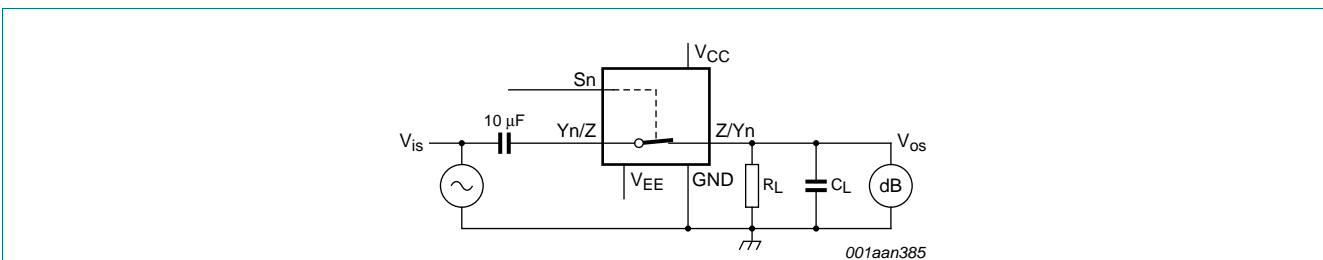 VCC
Sn
10 μF
Yn/Z
Z/Yn
Vis
Vos
VEE
GND
RL
CL
dB
001aan385